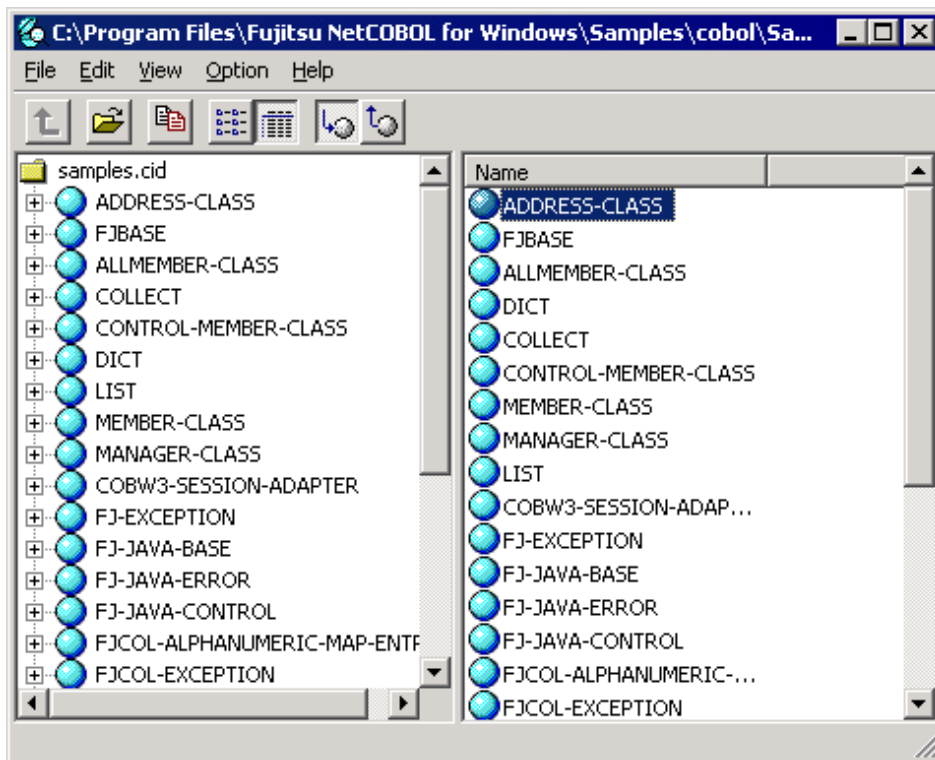 C:\Program Files\Fujitsu NetCOBOL for Windows\Samples\cobol\Sa...
File Edit View Option Help
samples.cid
ADDRESS-CLASS
FJBASE
ALLMEMBER-CLASS
COLLECT
CONTROL-MEMBER-CLASS
DICT
LIST
MEMBER-CLASS
MANAGER-CLASS
COBW3-SESSION-ADAPTER
FJ-EXCEPTION
FJ-JAVA-BASE
FJ-JAVA-ERROR
FJ-JAVA-CONTROL
FJCOL-ALPHANUMERIC-MAP-ENTR
FJCOL-EXCEPTION
Name
ADDRESS-CLASS
FJBASE
ALLMEMBER-CLASS
DICT
COLLECT
CONTROL-MEMBER-CLASS
MEMBER-CLASS
MANAGER-CLASS
LIST
COBW3-SESSION-ADAP...
FJ-EXCEPTION
FJ-JAVA-BASE
FJ-JAVA-ERROR
FJ-JAVA-CONTROL
FJCOL-ALPHANUMERIC-...
FJCOL-EXCEPTION